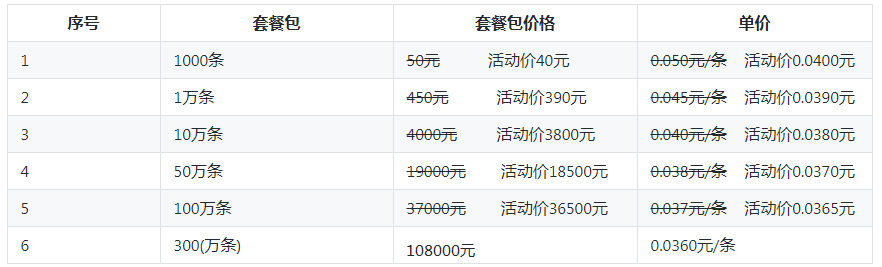 序号 套餐包 套餐包价格 单价
1 1000条 50元 活动价40元 0.050元/条 活动价0.0400元
2 1万条 450元 活动价390元 0.045元/条 活动价0.0390元
3 10万条 4000元 活动价3800元 0.040元/条 活动价0.0380元
4 50万条 19000元 活动价18500元 0.038元/条 活动价0.0370元
5 100万条 37000元 活动价36500元 0.037元/条 活动价0.0365元
6 300(万条) 108000元 0.0360元/条